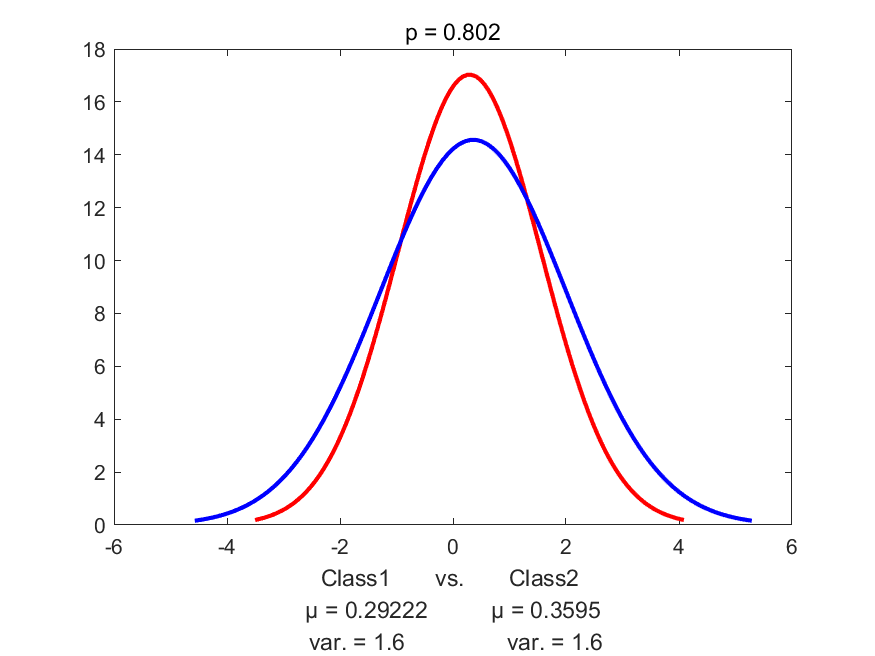 p = 0.802
18
16
14
12
10
8
6
4
2
0
-6 -4 -2 0 2 4 6
Class1 vs. Class2
μ = 0.29222 μ = 0.3595
var. = 1.6 var. = 1.6